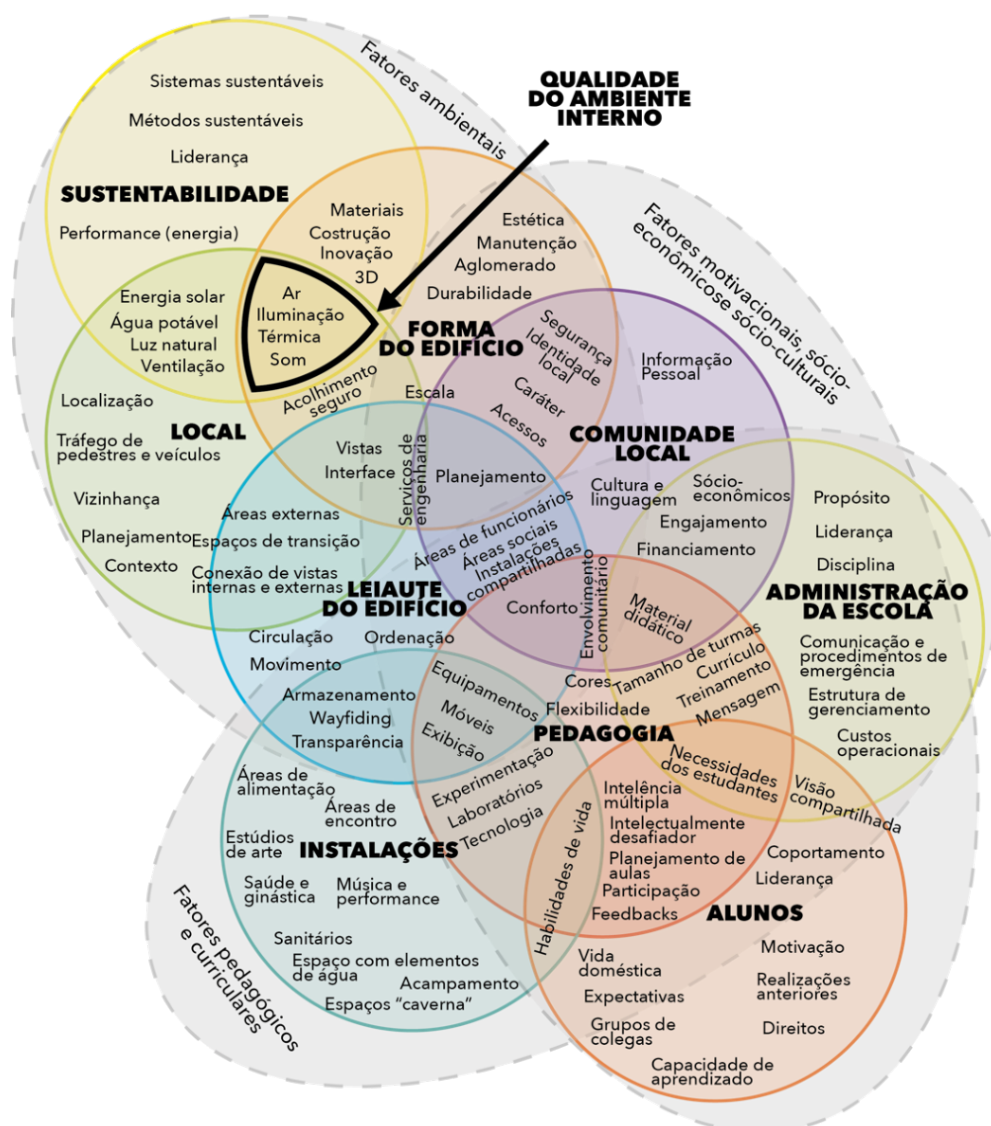 Fatores ambientais
QUALIDADE
DO AMBIENTE
INTERNO
Sistemas sustentáveis
Métodos sustentáveis
Liderança
SUSTENTABILIDADE
Performance (energia)
Materiais
Costrução
Inovação
3D
Estética
Manutenção
Aglomerado
Durabilidade
Fatores motivacionais, sócio-
econômicose sócio-culturais
Energia solar
Água potável
Luz natural
Ventilação
Ar
Iluminação
Térmica
Som
FORMA
DO EDIFÍCIO
Segurança
Identidade
local
Caráter
Acessos
Informação
Pessoal
Localização
LOCAL
Acolhimento
seguro
Escala
Tráfego de
pedestres e veículos
Vistas
Interface
Serviços de
engenharia
Planejamento
COMUNIDADE
LOCAL
Vizinhança
Planejamento
Contexto
Áreas externas
Espaços de transição
Conexão de vistas
internas e externas
Áreas de funcionários
Áreas sociais
Instalações
compartilhadas
Cultura e
linguagem
Sócio-
econômicos
Engajamento
Financiamento
Propósito
Liderança
Disciplina
LEIAUTE
DO EDIFÍCIO
Conforto
Envolvimento
comunitário
Material
didático
ADMINISTRAÇÃO
DA ESCOLA
Circulação
Ordenação
Movimento
Tamanho de turmas
Currículo
Treinamento
Mensagem
Comunicação e
procedimentos de
emergência
Estrutura de
gerenciamento
Custos
operacionais
Armazenamento
Wayfiding
Transparência
Equipamentos
Móveis
Exibição
Cores
Flexibilidade
PEDAGOGIA
Necessidades
dos estudantes
Visão
compartilhada
Áreas de
alimentação
Áreas de
encontro
Experimentação
Laboratórios
Tecnologia
Intelência
múltipla
Intelectualmente
desafiador
Planejamento de
aulas
Participação
Feedbacks
Estúdios
de arte
INSTALAÇÕES
Saúde e
ginástica
Música e
performance
Habilidades de vida
Coportamento
Liderança
ALUNOS
Fatores pedagógicos
e curriculares
Sanitários
Espaço com elementos
de água
Acampamento
Espaços “caverna”
Vida
doméstica
Expectativas
Grupos de
colegas
Motivação
Realizações
anteriores
Direitos
Capacidade de
aprendizado